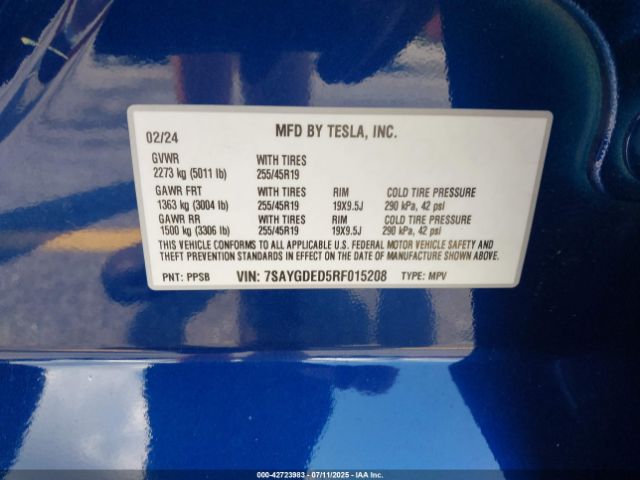 02/24 MFD BY TESLA, INC.
GVWR WITH TIRES
2273 kg (5011 lb) 255/45R19
GAWR FRT WITH TIRES RIM COLD TIRE PRESSURE
1363 kg (3004 lb) 255/45R19 19X9.5J 290 kPa, 42 psi
GAWR RR WITH TIRES RIM COLD TIRE PRESSURE
1500 kg (3306 lb) 255/45R19 19X9.5J 290 kPa, 42 psi
THIS VEHICLE CONFORMS TO ALL APPLICABLE U.S. FEDERAL MOTOR VEHICLE SAFETY AND
THEFT PREVENTION STANDARDS IN EFFECT ON THE DATE OF MANUFACTURE SHOWN ABOVE.
PNT: PPSB VIN: 7SAYGDED5RF015208 TYPE: MPV
000-42723983 - 07/11/2025 - IAA Inc.